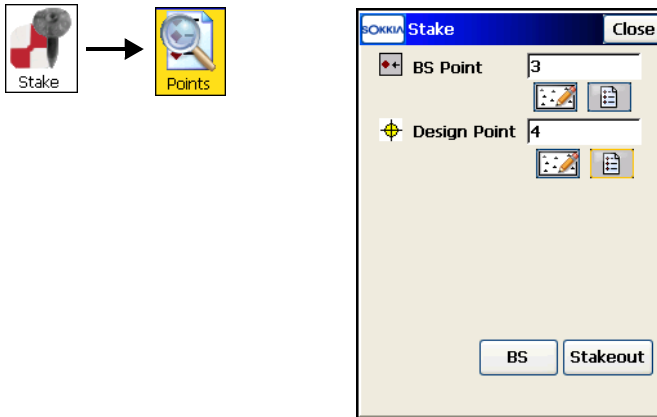 Stake
Points
SOKKIA Stake Close
BS Point 3
Design Point 4
BS Stakeout